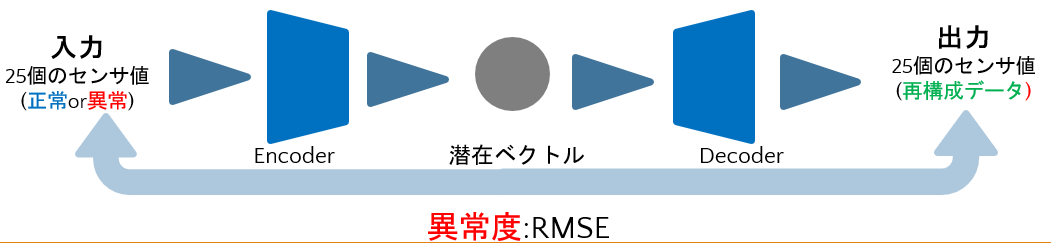 入力
25個のセンサ値
(正常or異常)
Encoder
潜在ベクトル
Decoder
出力
25個のセンサ値
(再構成データ)
異常度:RMSE